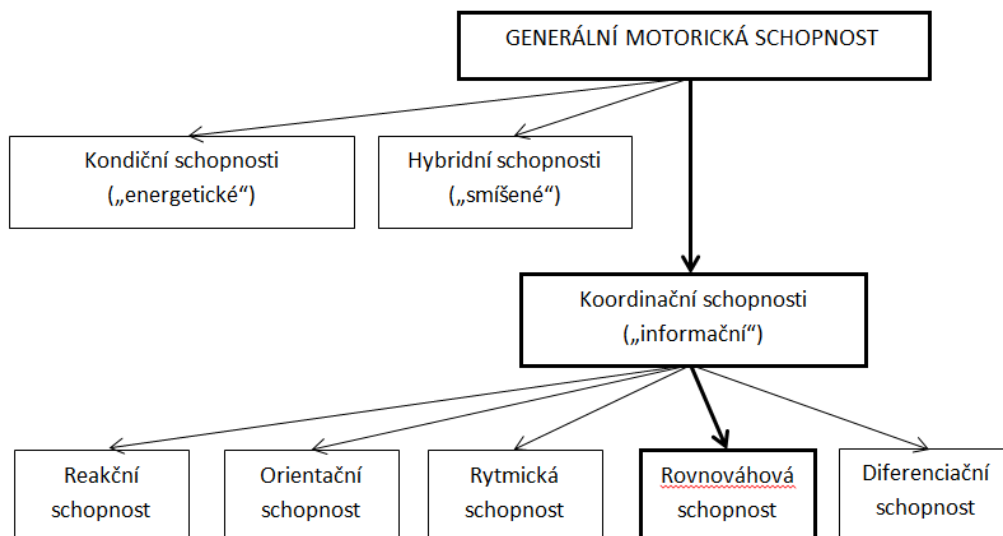 GENERÁLNÍ MOTORICKÁ SCHOPNOST
Kondiční schopnosti
(„energetické“)
Hybridní schopnosti
(„smíšené“)
Koordinační schopnosti
(„informační“)
Reakční
schopnost
Orientační
schopnost
Rytmická
schopnost
Rovnováhová
schopnost
Diferenciační
schopnost